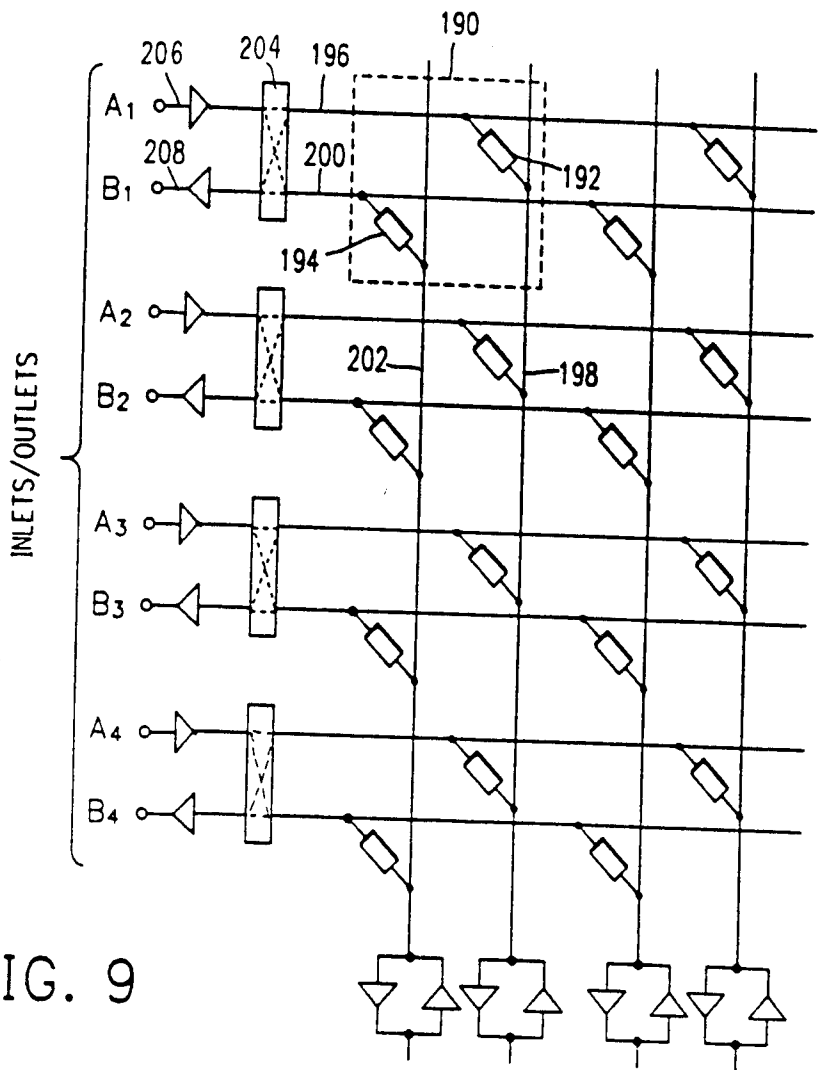 190
206
204
196
A1
208
200
192
B1
194
A2
202
198
B2
INLETS/OUTLETS
A3
B3
A4
B4
IG. 9